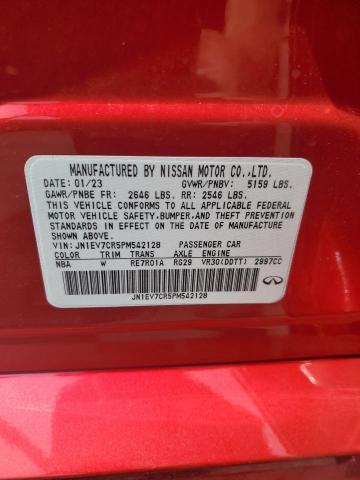 MANUFACTURED BY NISSAN MOTOR CO.,LTD.
DATE: 01/23 GVWR/PNBV: 5159 LBS.
GAWR/PNBE FR: 2646 LBS. RR: 2546 LBS.
THIS VEHICLE CONFORMS TO ALL APPLICABLE FEDERAL
MOTOR VEHICLE SAFETY,BUMPER,AND THEFT PREVENTION
STANDARDS IN EFFECT ON THE DATE OF MANUFACTURE
SHOWN ABOVE.
VIN: JN1EV7CR5PM542128 PASSENGER CAR
COLOR TRIM TRANS AXLE ENGINE
NBA W RE7R01A RG29 VR30(DDTT) 2997CC
JN1EV7CR5PM542128
INFINITI